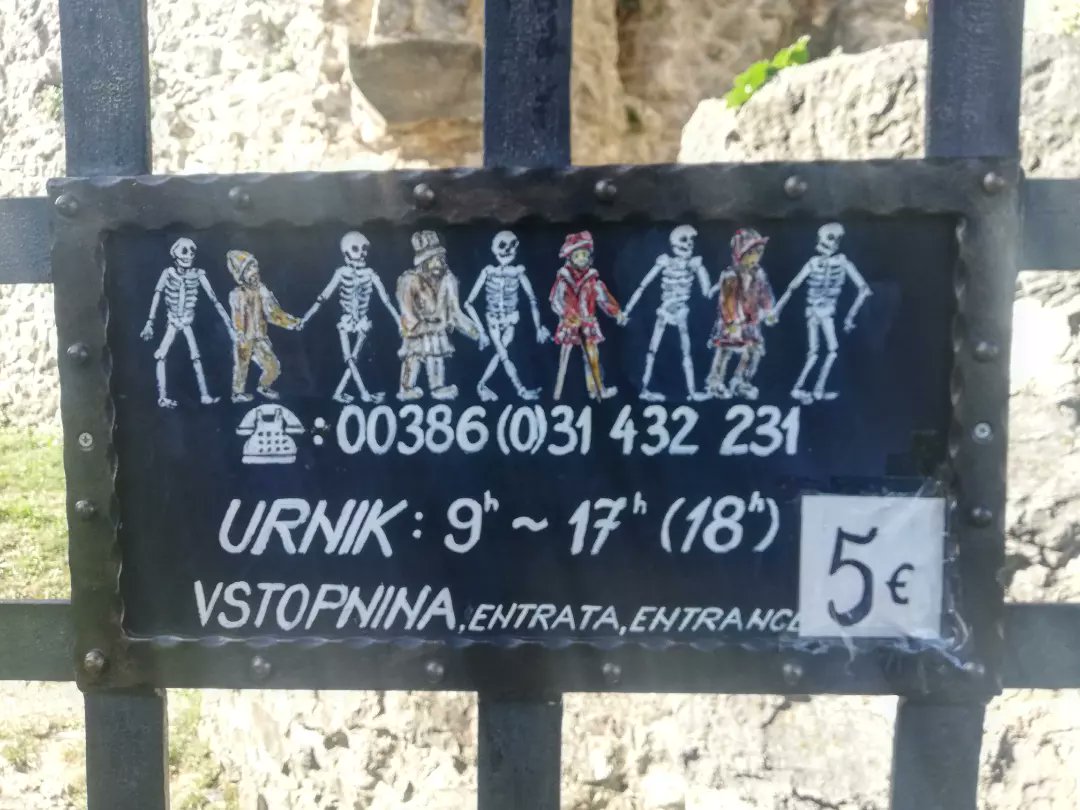 : 00386 (0)31 432 231
URNIK: 9h ~ 17h (18h)
VSTOPNINA, ENTRATA, ENTRANCE 5 €